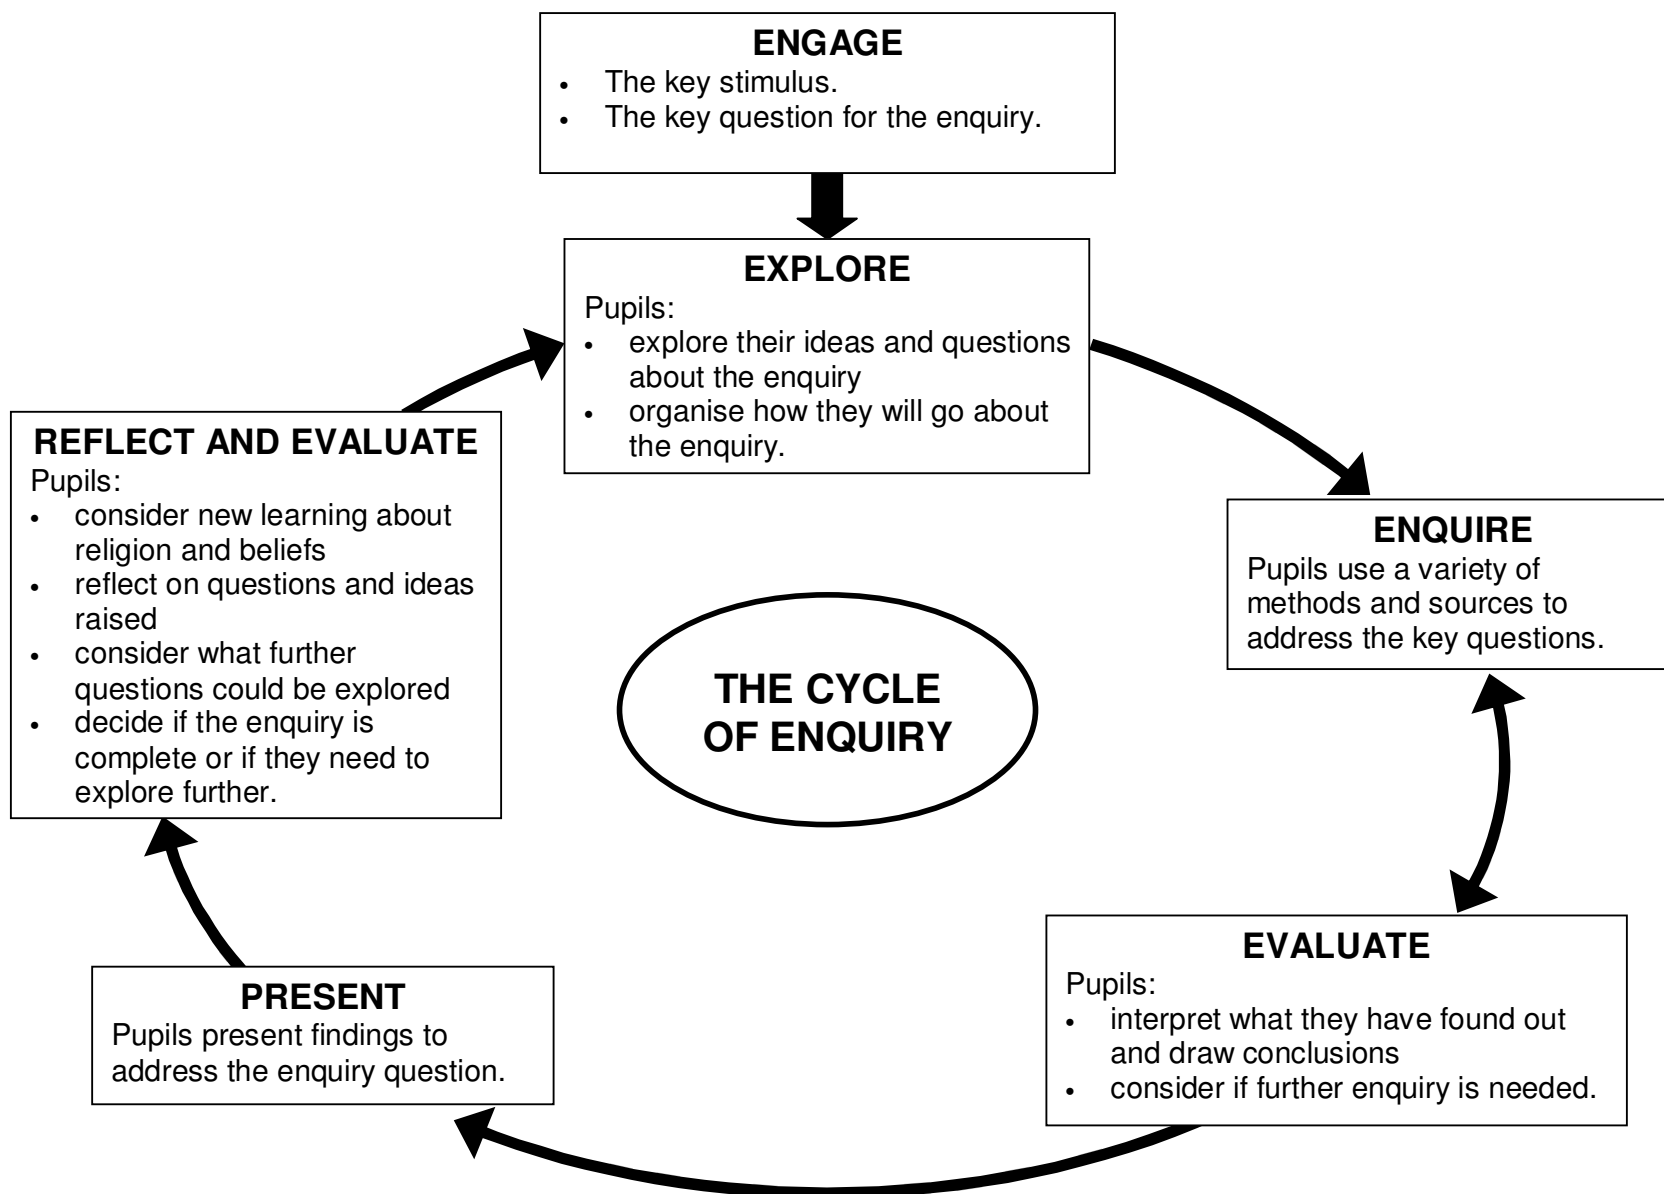 ENGAGE
• The key stimulus.
• The key question for the enquiry.
EXPLORE
Pupils:
• explore their ideas and questions
about the enquiry
• organise how they will go about
the enquiry.
ENQUIRE
Pupils use a variety of
methods and sources to
address the key questions.
EVALUATE
Pupils:
• interpret what they have found out
and draw conclusions
• consider if further enquiry is needed.
PRESENT
Pupils present findings to
address the enquiry question.
REFLECT AND EVALUATE
Pupils:
• consider new learning about
religion and beliefs
• reflect on questions and ideas
raised
• consider what further
questions could be explored
• decide if the enquiry is
complete or if they need to
explore further.
THE CYCLE
OF ENQUIRY